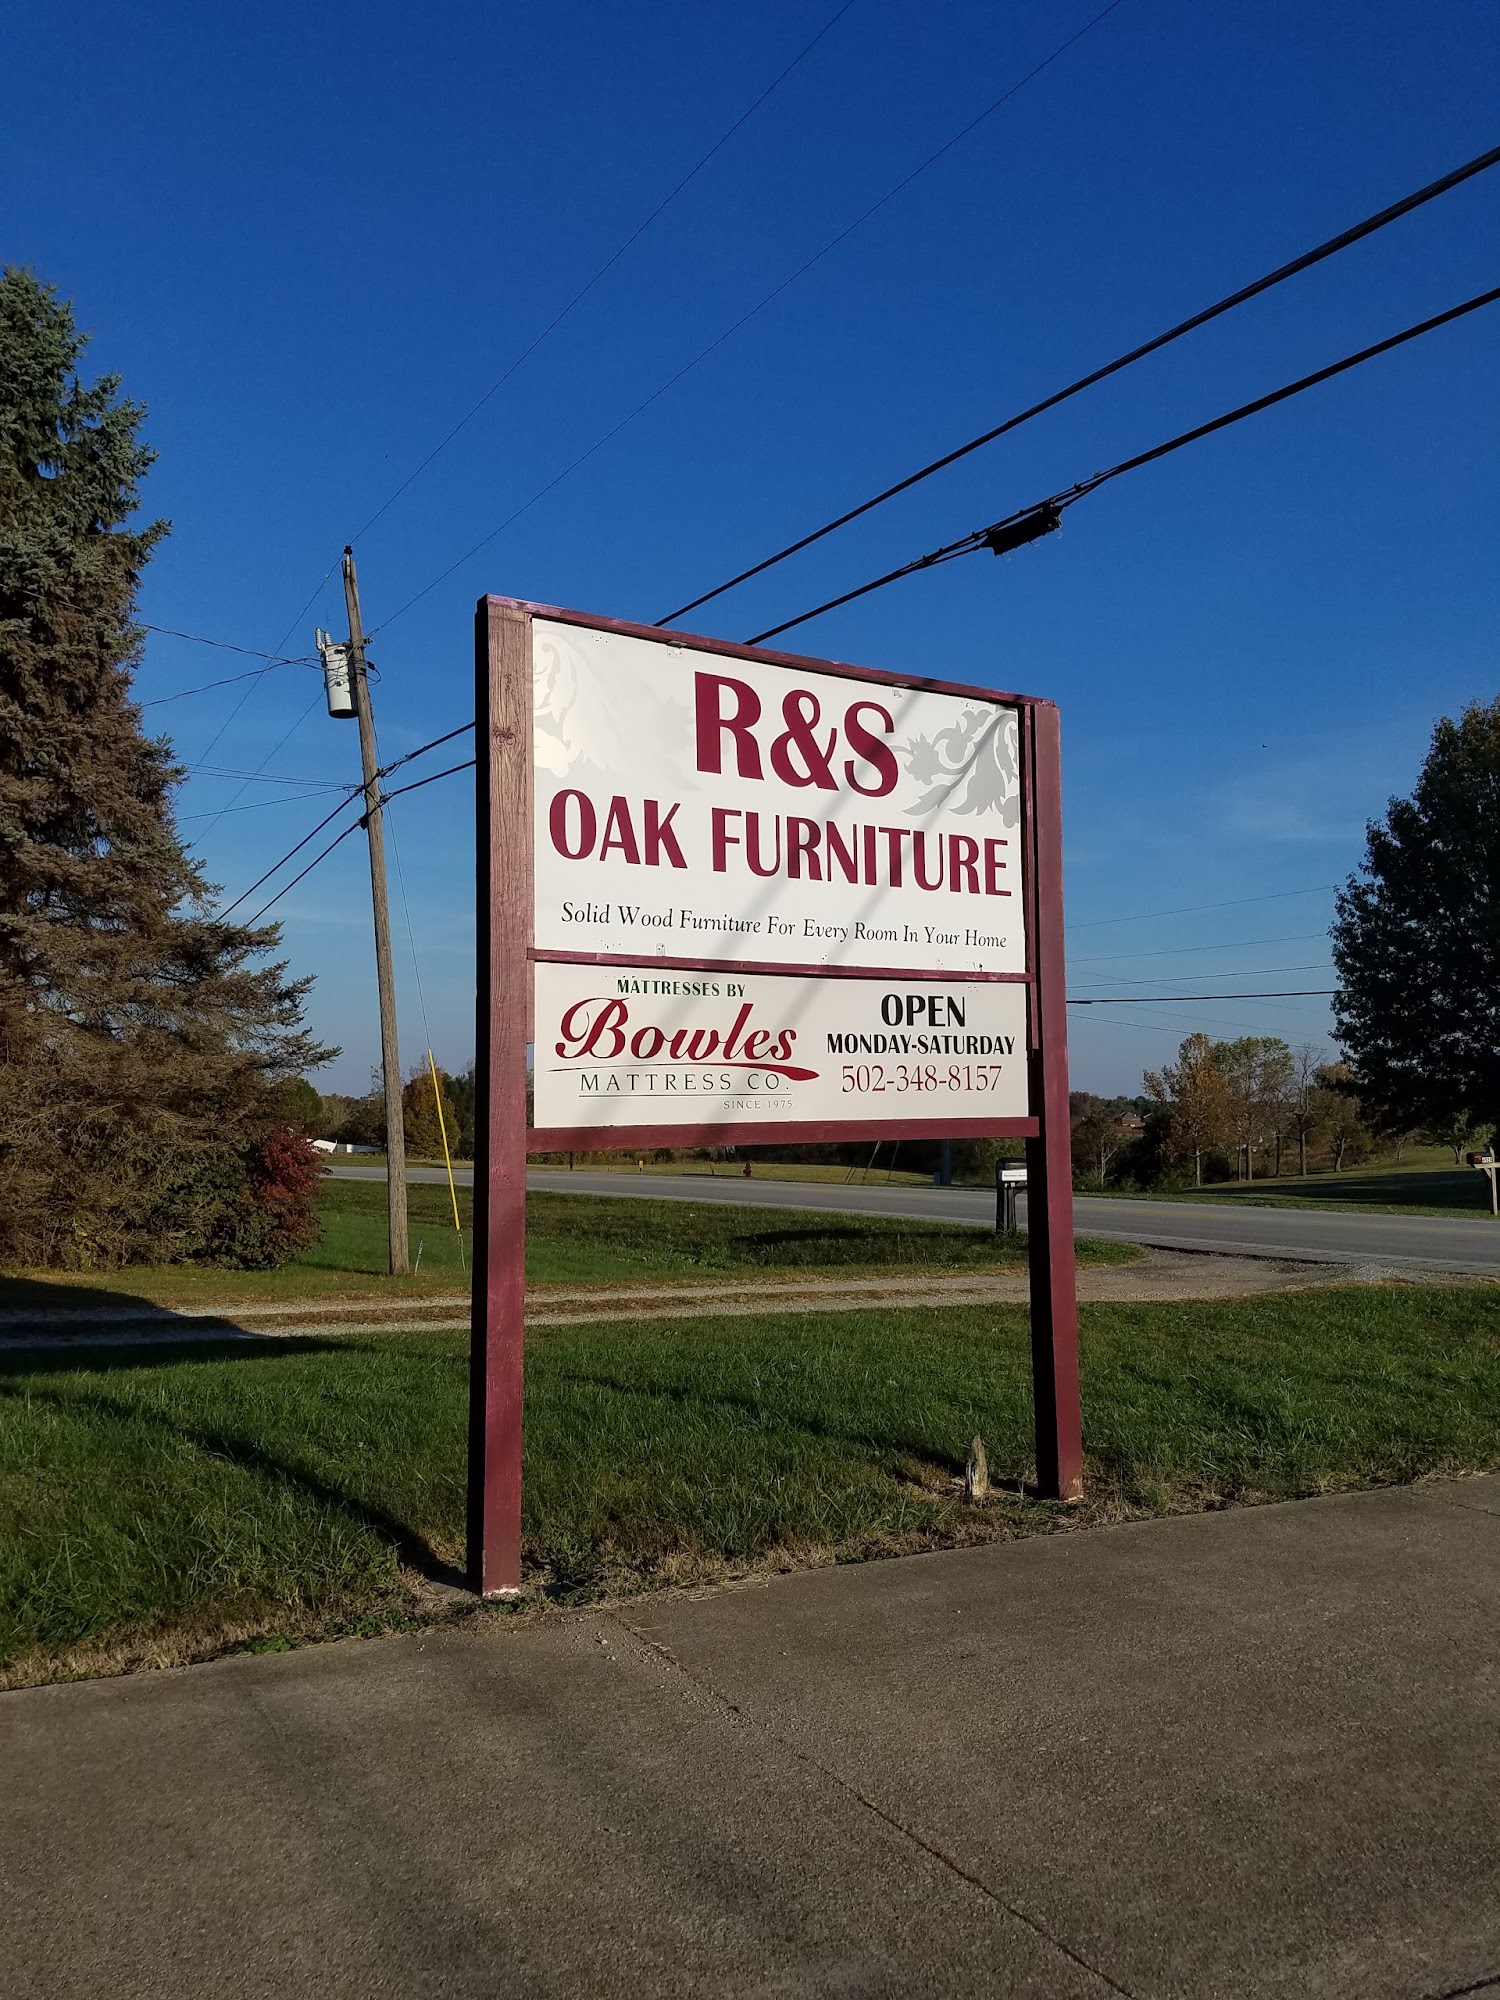 R&S
OAK FURNITURE
Solid Wood Furniture For Every Room In Your Home
MATTRESSES BY
Bowles
MATTRESS CO.
SINCE 1975
OPEN
MONDAY-SATURDAY
502-348-8157